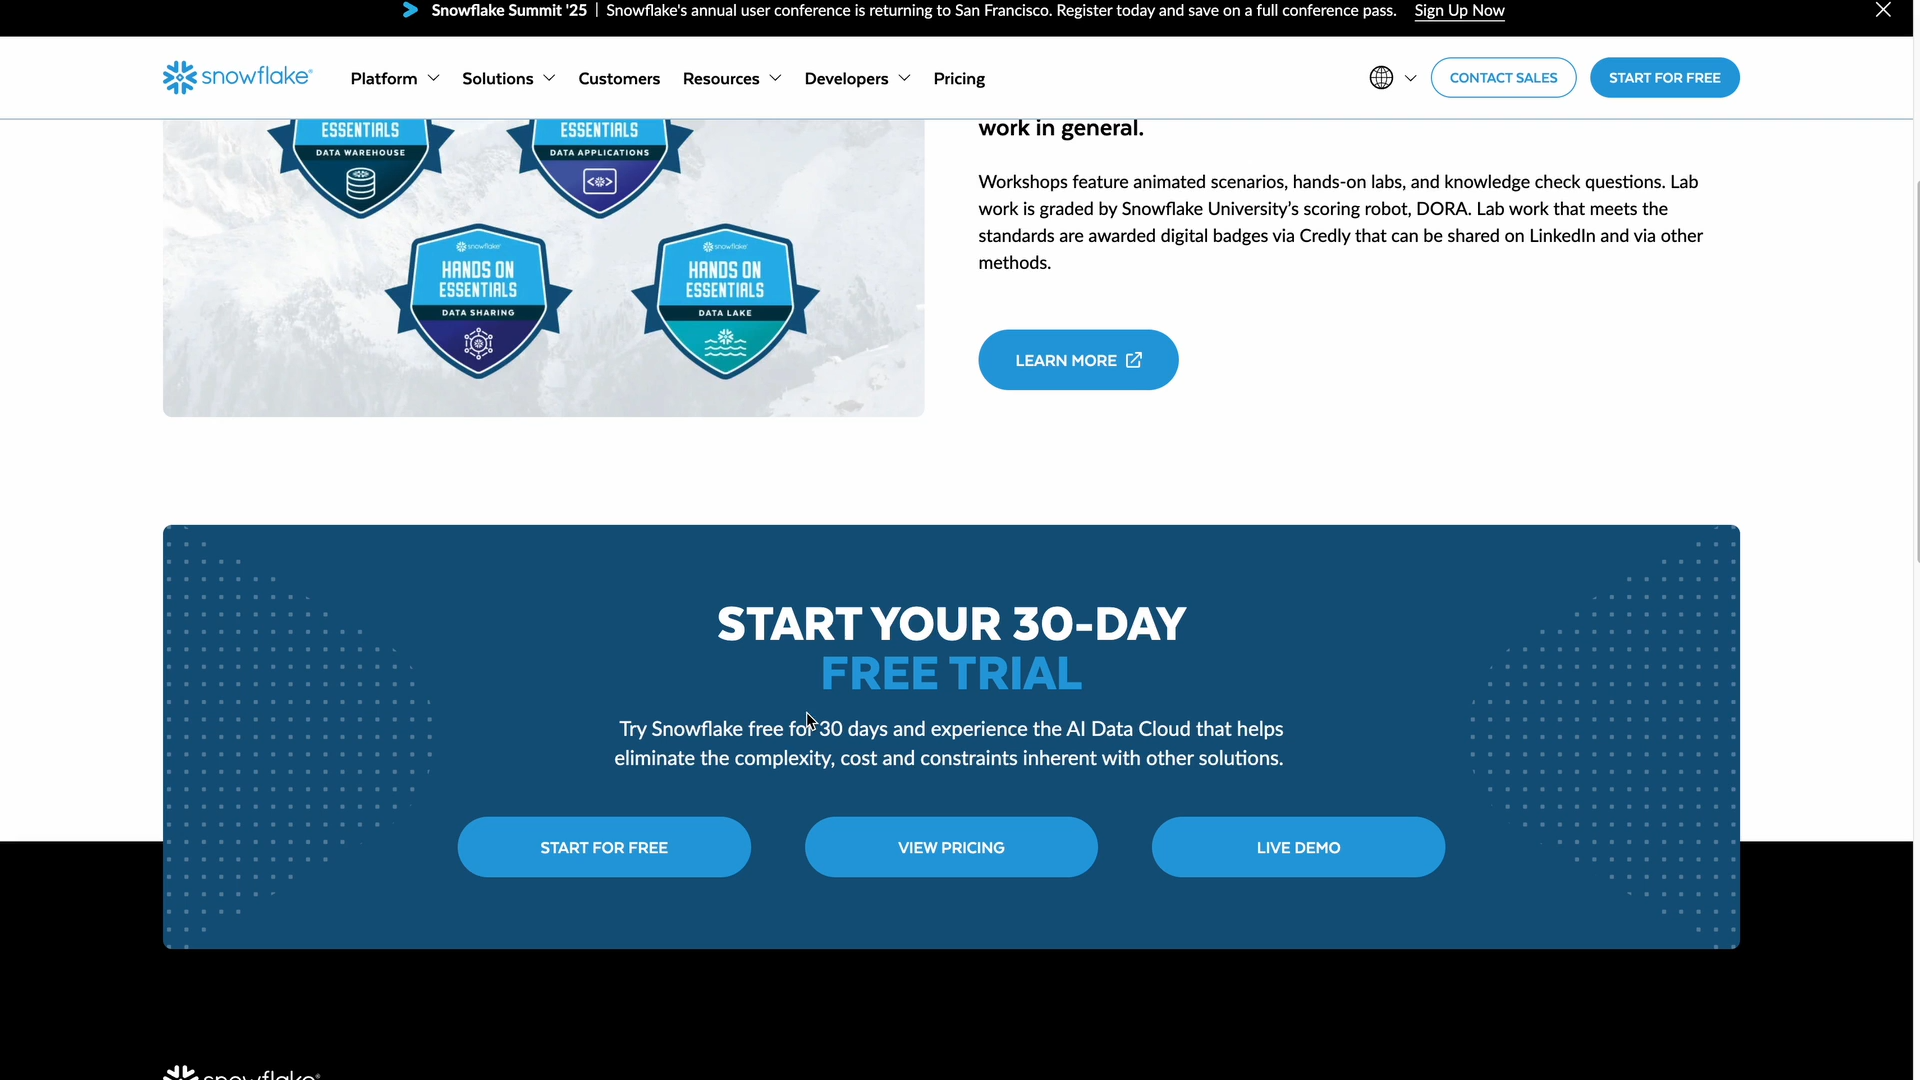 Snowflake Summit '25 | Snowflake's annual user conference is returning to San Francisco. Register today and save on a full conference pass. Sign Up Now
snowflake Platform Solutions Customers Resources Developers Pricing CONTACT SALES START FOR FREE
ESSENTIALS
DATA WAREHOUSE
ESSENTIALS
DATA APPLICATIONS
snowflake
HANDS ON
ESSENTIALS
DATA SHARING
snowflake
HANDS ON
ESSENTIALS
DATA LAKE
work in general.
Workshops feature animated scenarios, hands-on labs, and knowledge check questions. Lab
work is graded by Snowflake University’s scoring robot, DORA. Lab work that meets the
standards are awarded digital badges via Credly that can be shared on LinkedIn and via other
methods.
LEARN MORE
START YOUR 30-DAY
FREE TRIAL
Try Snowflake free for 30 days and experience the AI Data Cloud that helps
eliminate the complexity, cost and constraints inherent with other solutions.
START FOR FREE VIEW PRICING LIVE DEMO
snowflake